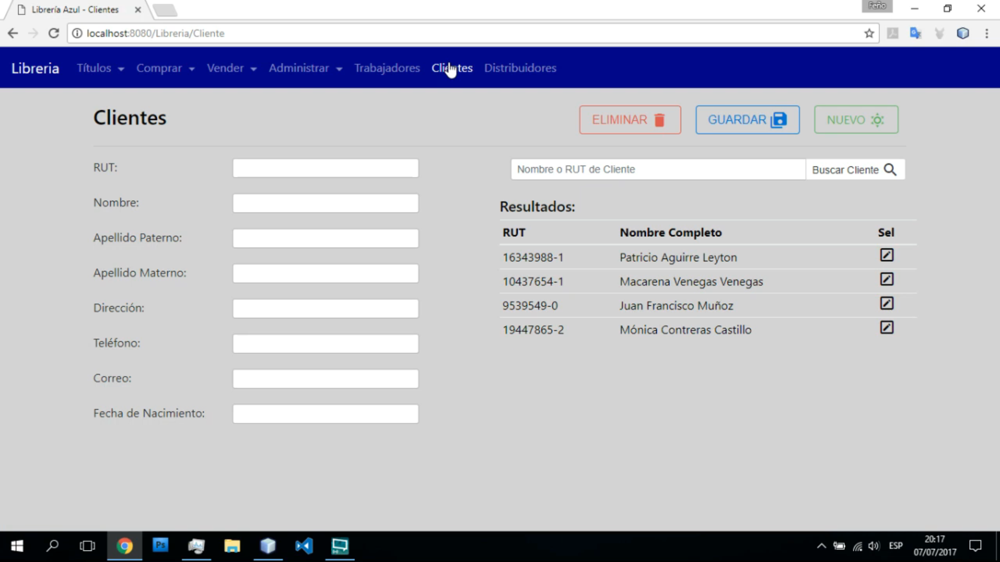 Librería Azul - Clientes
Feño
localhost:8080/Libreria/Cliente
Libreria Títulos Comprar Vender Administrar Trabajadores Clientes Distribuidores
Clientes
ELIMINAR GUARDAR NUEVO
RUT:
Nombre:
Apellido Paterno:
Apellido Materno:
Dirección:
Teléfono:
Correo:
Fecha de Nacimiento:
Nombre o RUT de Cliente Buscar Cliente
Resultados:
RUT Nombre Completo Sel
16343988-1 Patricio Aguirre Leyton
10437654-1 Macarena Venegas Venegas
9539549-0 Juan Francisco Muñoz
19447865-2 Mónica Contreras Castillo
Ps
ESP
20:17
07/07/2017